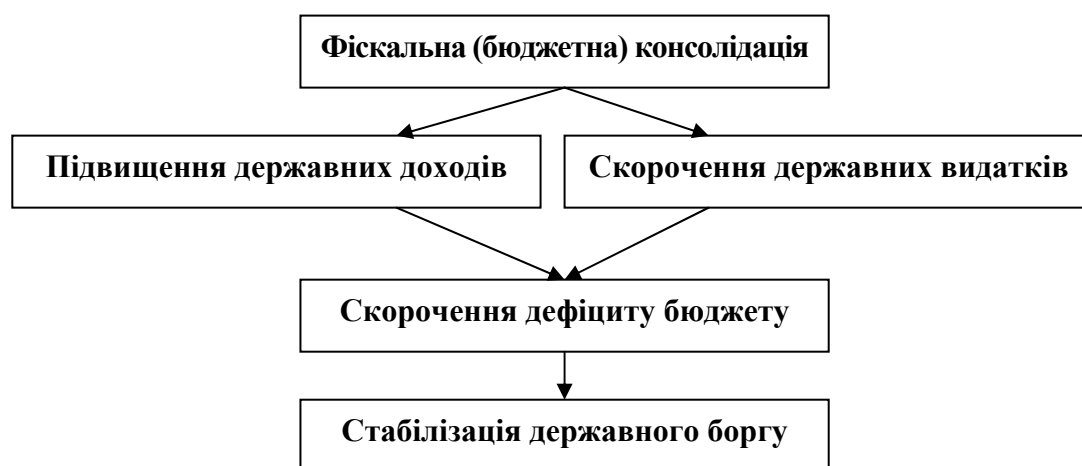 Фіскальна (бюджетна) консолідація
Підвищення державних доходів
Скорочення державних видатків
Скорочення дефіциту бюджету
Стабілізація державного боргу